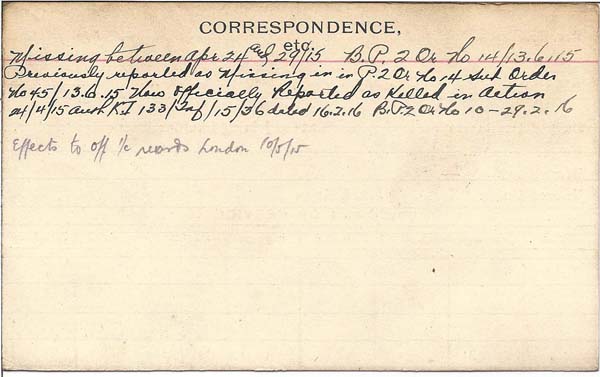 CORRESPONDENCE,
etc.
Missing between Apr 24 and 29/15 B.P. 2 Or No 14/13.6.15
Previously reported as Missing in in P.2 Or No 14 sub Order
No 45/13.6.15 Now officially Reported as Killed in Action
24/4/15 auth K.I 133/Inf/15/36 dated 16.2.16 B.P.2 Or No 10-29.2.16
Effects to off i/c records London 10/5/15